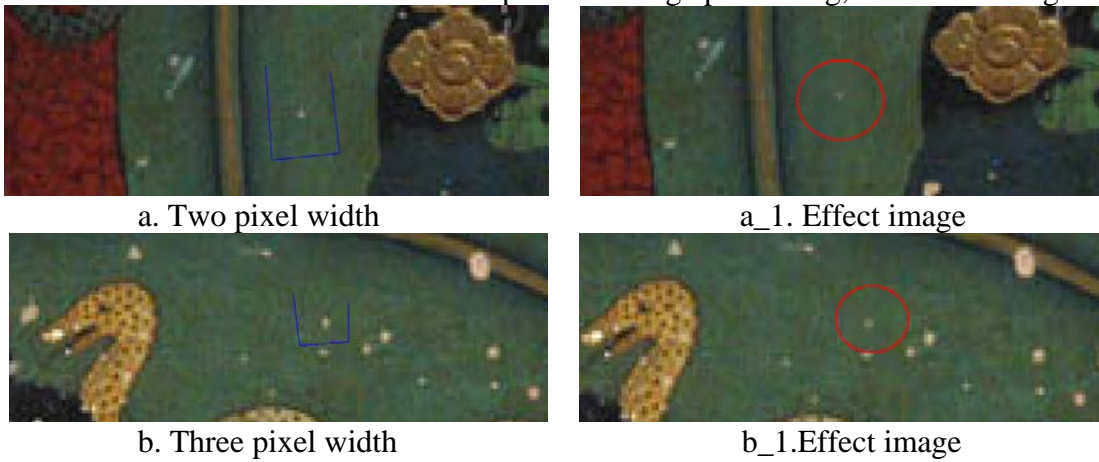 a. Two pixel width
a_1. Effect image
b. Three pixel width
b_1.Effect image